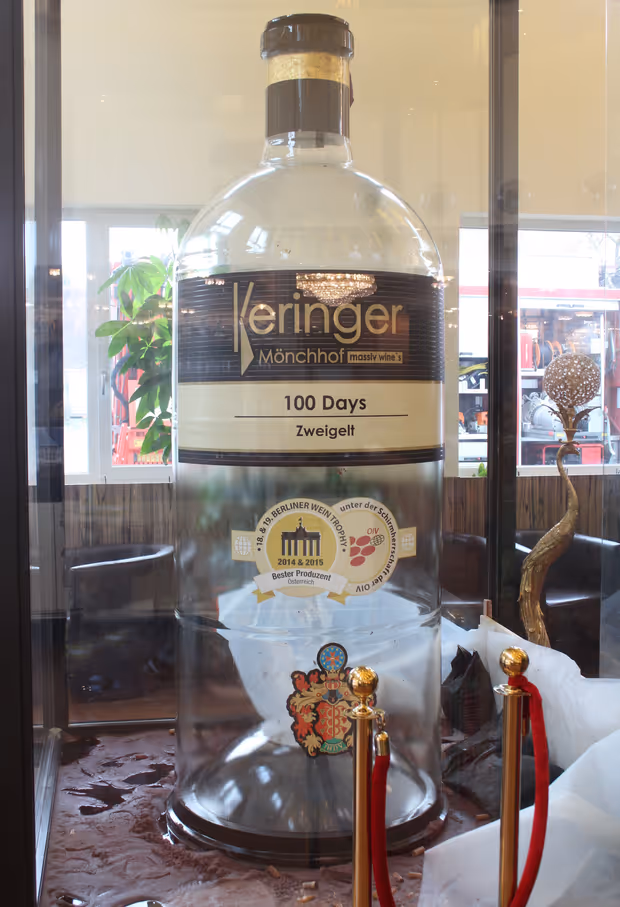 Keringer
Mönchhof massiv wine's
100 Days
Zweigelt
18. & 19. BERLINER WEIN TROPHY
2014 & 2015
Bester Produzent
Österreich
unter der Schirmherrschaft der OIV
OIV